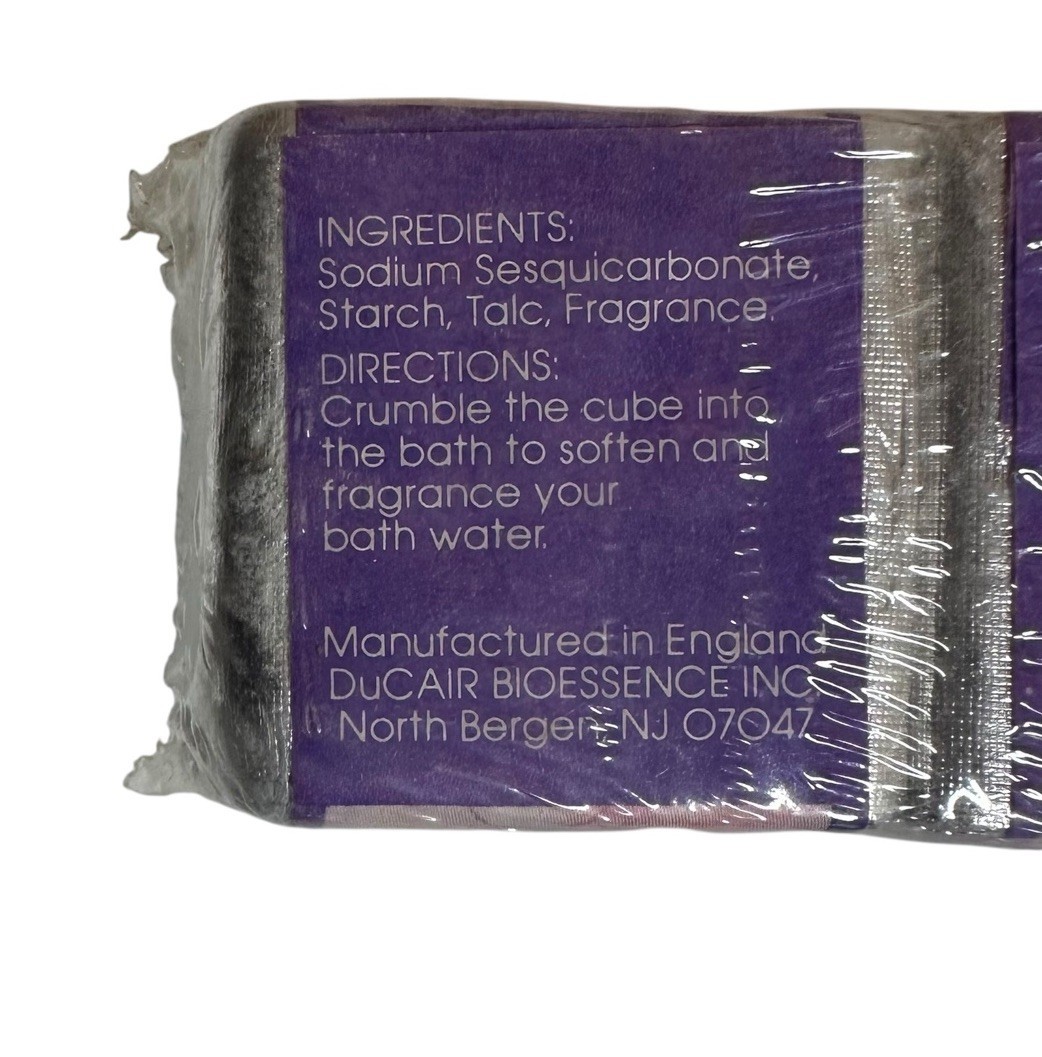 INGREDIENTS:
Sodium Sesquicarbonate,
Starch, Talc, Fragrance.
DIRECTIONS:
Crumble the cube into
the bath to soften and
fragrance your
bath water.
Manufactured in England
DuCAIR BIOESSENCE INC.
North Bergen, NJ 07047